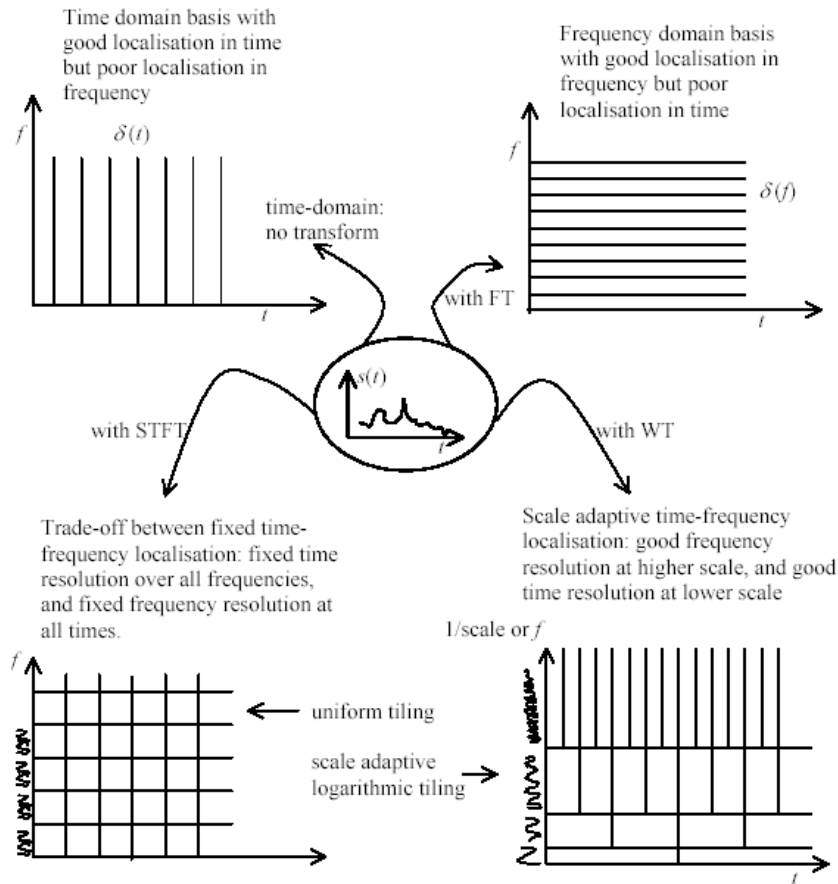 Time domain basis with
good localisation in time
but poor localisation in
frequency
f
δ(t)
t
Frequency domain basis
with good localisation in
frequency but poor
localisation in time
f
δ(f)
t
time-domain:
no transform
with FT
s(t)
t
with STFT
with WT
Trade-off between fixed time-
frequency localisation: fixed time
resolution over all frequencies,
and fixed frequency resolution at
all times.
f
Scale adaptive time-frequency
localisation: good frequency
resolution at higher scale, and good
time resolution at lower scale
1/scale or f
uniform tiling
scale adaptive
logarithmic tiling
t